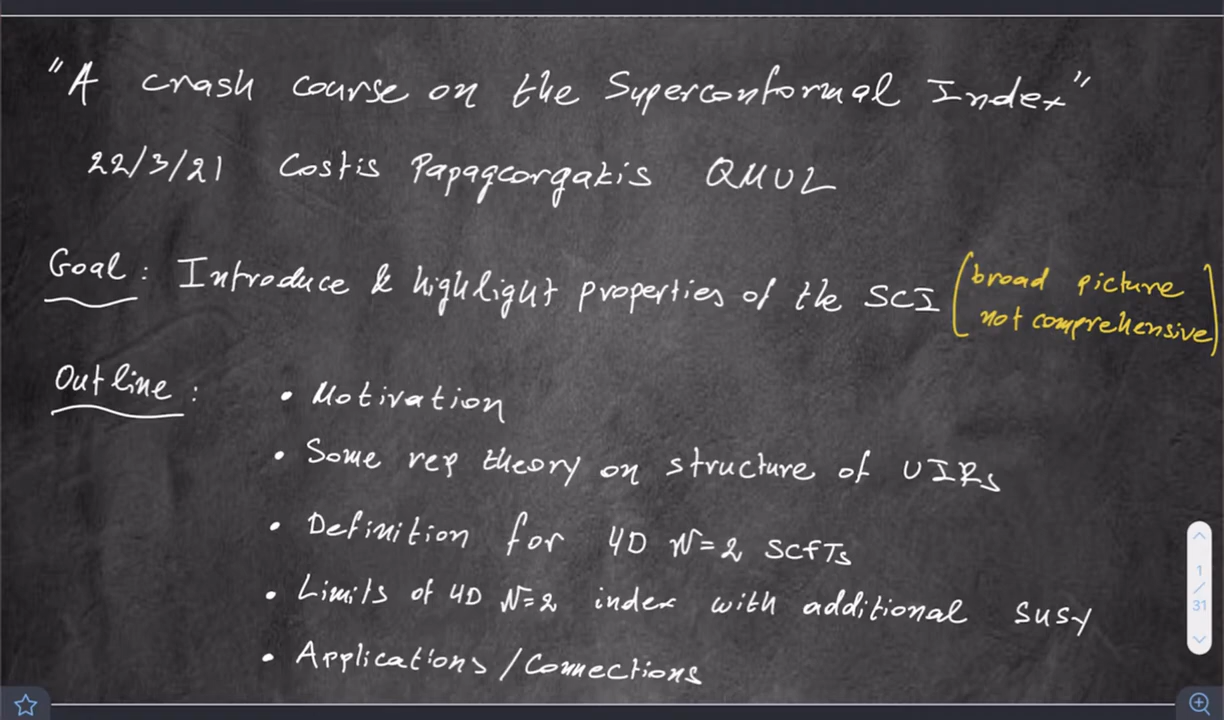 "A crash course on the Superconformal Index"
22/3/21 Costis Papageorgakis QMUL
Goal: Introduce & highlight properties of the SCI (broad picture
not comprehensive)
Outline: • Motivation
• Some rep theory on structure of UIRs
• Definition for 4D N=2 SCFTs
• Limits of 4D N=2 index with additional SUSY
• Applications/Connections
1
/
31